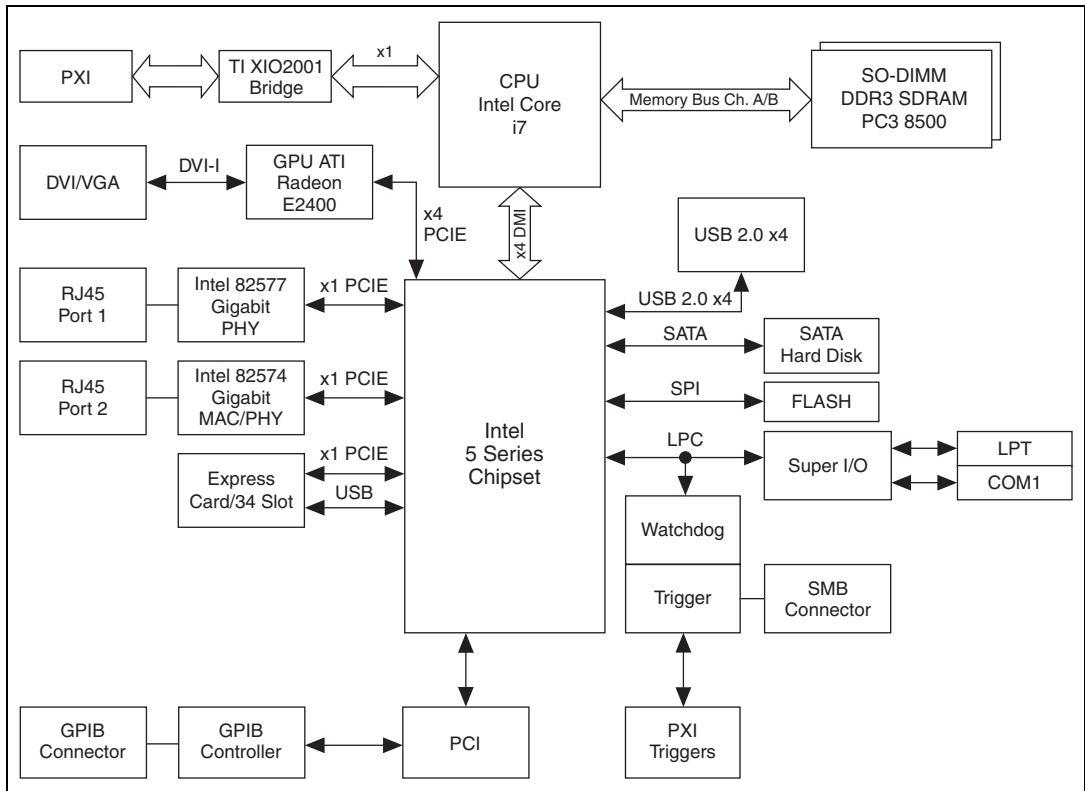 PXI
TI XIO2001
Bridge
x1
CPU
Intel Core
i7
Memory Bus Ch. A/B
SO-DIMM
DDR3 SDRAM
PC3 8500
DVI/VGA
DVI-I
GPU ATI
Radeon
E2400
x4
PCIE
x4 DMI
USB 2.0 x4
RJ45
Port 1
Intel 82577
Gigabit
PHY
x1 PCIE
USB 2.0 x4
SATA
SATA
Hard Disk
RJ45
Port 2
Intel 82574
Gigabit
MAC/PHY
x1 PCIE
SPI
FLASH
Intel
5 Series
Chipset
Express
Card/34 Slot
x1 PCIE
USB
LPC
Super I/O
LPT
COM1
Watchdog
Trigger
SMB
Connector
GPIB
Connector
GPIB
Controller
PCI
PXI
Triggers